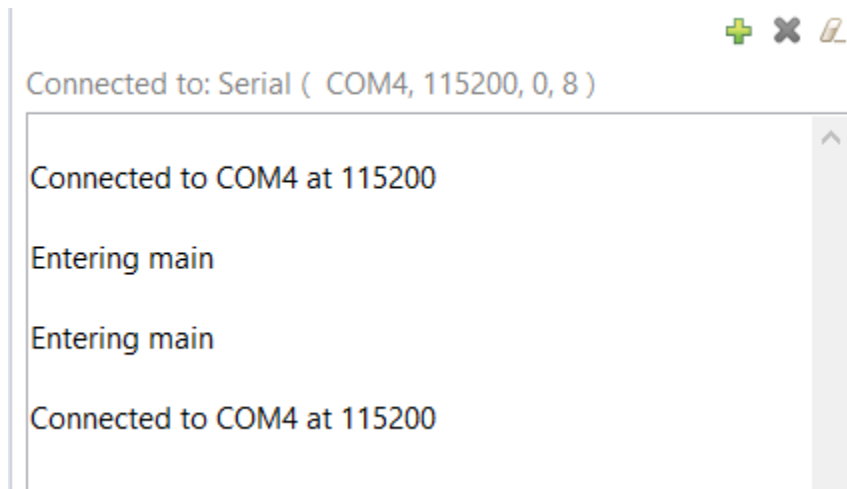 Connected to: Serial ( COM4, 115200, 0, 8 )
Connected to COM4 at 115200
Entering main
Entering main
Connected to COM4 at 115200